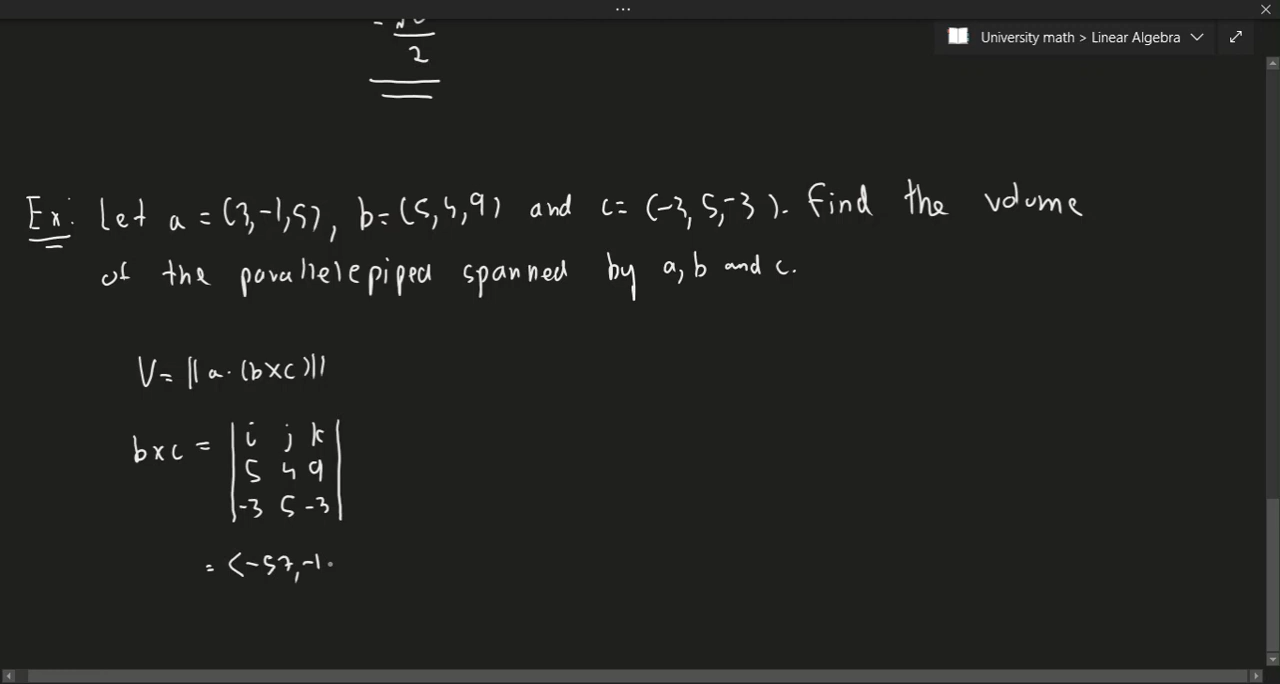 ...
University math > Linear Algebra
2
Ex: Let a = (3,-1,5), b=(5,4,9) and c= (-3,5,-3). Find the volume
of the parallelepiped spanned by a,b and c.
V= ||a·(b×c)||
b×c = | i j k |
| 5 4 9 |
| -3 5 -3 |
= <-57,-1